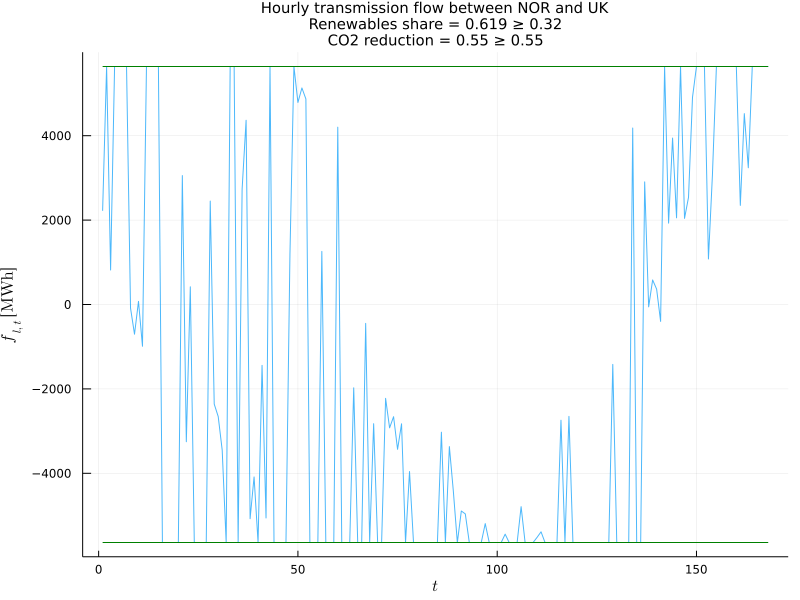 Hourly transmission flow between NOR and UK
Renewables share = 0.619 ≥ 0.32
CO2 reduction = 0.55 ≥ 0.55
4000
2000
0
−2000
−4000
f l,t [MWh]
0 50 100 150
t